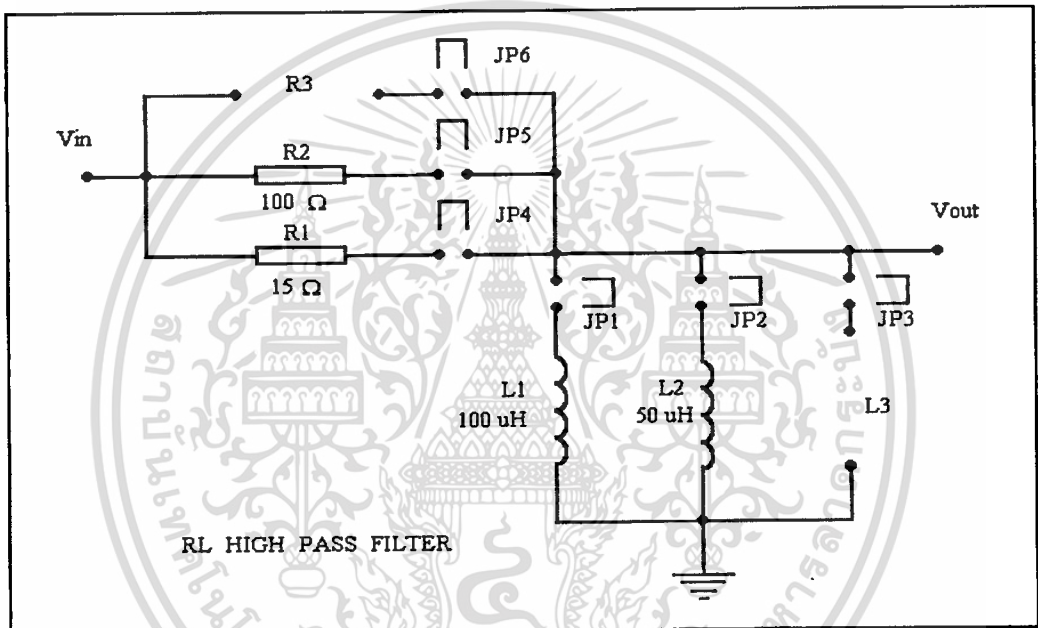 JP6
R3
Vin
JP5
R2
100 Ω
JP4
R1
15 Ω
Vout
JP1
JP2
JP3
L1
100 uH
L2
50 uH
L3
RL HIGH PASS FILTER